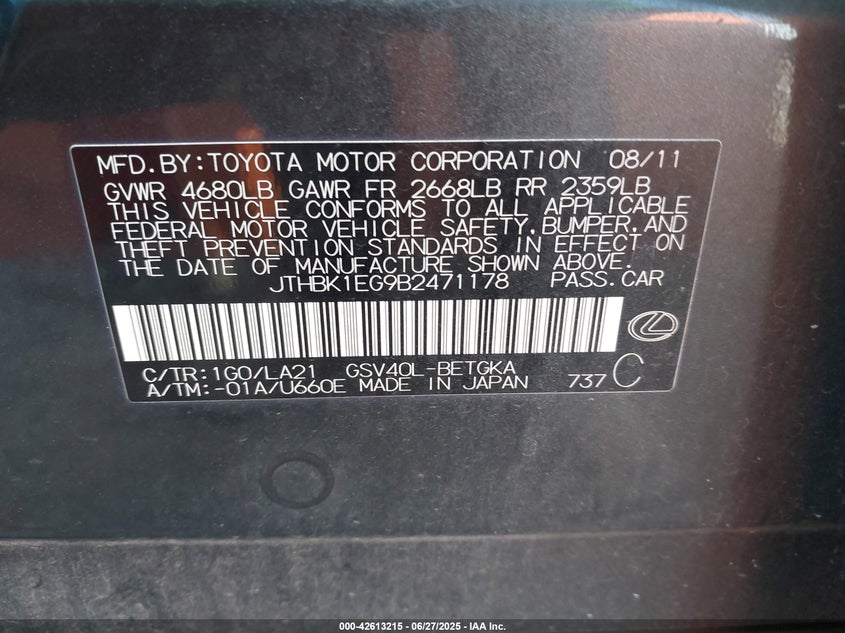 MFD.BY:TOYOTA MOTOR CORPORATION 08/11
GVWR 4680LB GAWR FR 2668LB RR 2359LB
THIS VEHICLE CONFORMS TO ALL APPLICABLE
FEDERAL MOTOR VEHICLE SAFETY,BUMPER,AND
THEFT PREVENTION STANDARDS IN EFFECT ON
THE DATE OF MANUFACTURE SHOWN ABOVE.
JTHBK1EG9B2471178 PASS.CAR
C/TR:1G0/LA21 GSV40L-BETGKA
A/TM:-01A/U660E MADE IN JAPAN 737 C
000-42613215 - 06/27/2025 - IAA Inc.